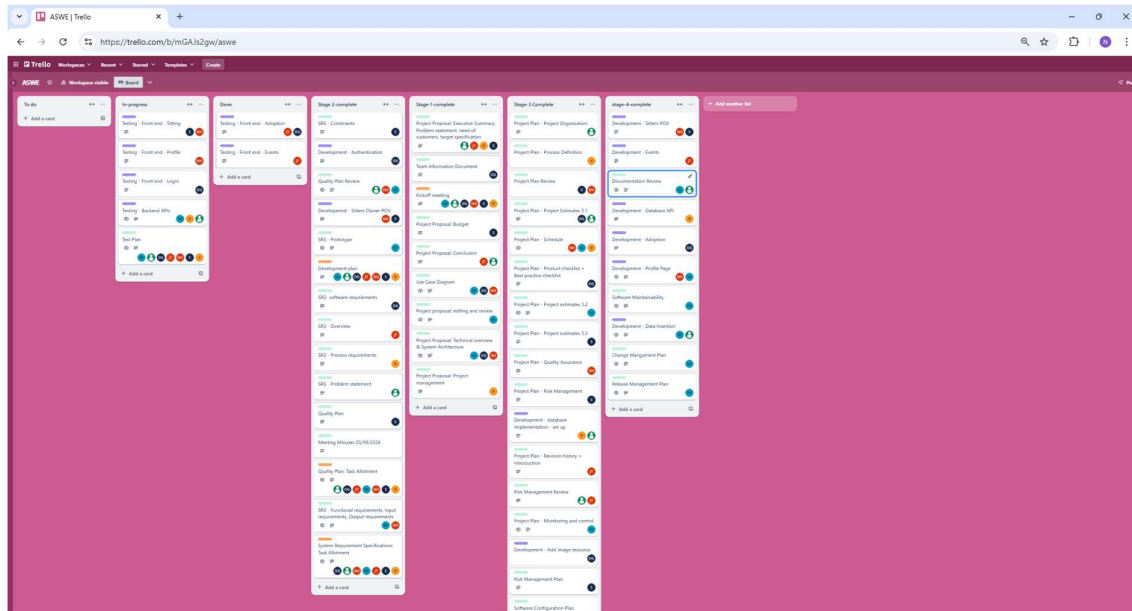 ASWE | Trello
https://trello.com/b/mGAJs2gw/aswe
N
Trello Workspaces Recent Starred Templates Create
ASWE Workspace visible Board
To do
+ Add a card
In-progress
Testing - Front end - Sitting
Testing - Front end - Profile
Testing - Front end - Login
Testing - Backend APIs
Test Plan
+ Add a card
Done
Testing - Front end - Adoption
Testing - Front end - Events
+ Add a card
Stage 2-complete
SRS - Constraints
Development - Authentication
Quality Plan Review
Development - Sitters Owner POV
SRS - Prototype
Development plan
SRS -software requirements
SRS - Overview
SRS - Process requirements
SRS - Problem statement
Quality Plan
Meeting Minutes 05/09/2024
Quality Plan: Task Allotment
SRS - Functional requirements, Input
requirements, Output requirements
System Requirement Specifications:
Task Allotment
+ Add a card
Stage-1-complete
Project Proposal: Executive Summary,
Problem statement, need of
customers, target specification
Team Information Document
Kickoff meeting
Project Proposal: Budget
Project Proposal: Conclusion
Use Case Diagram
Project proposal editing and review
Project Proposal: Technical overview
& System Architecture
Project Proposal: Project
management
+ Add a card
Stage-3 Complete
Project Plan - Project Organisation
Project Plan - Process Definition
Project Plan Review
Project Plan - Project Estimates 5.1
Project Plan - Schedule
Project Plan - Product checklist +
Best practice checklist
Project Plan - Project estimates 5.2
Project Plan - Project estimates 5.3
Project Plan - Quality Assurance
Project Plan - Risk Management
Development - database
implementation - set up
Project Plan - Revision history +
Introduction
Risk Management Review
Project Plan - Monitoring and control
Development - Add image resource
Risk Management Plan
Software Configuration Plan
stage-4-complete
Development - Sitters POV
Development - Events
Documentation Review
Development - Database API
Development - Adoption
Development - Profile Page
Software Maintainability
Development - Data Insertion
Change Mangament Plan
Release Management Plan
+ Add a card
+ Add another list